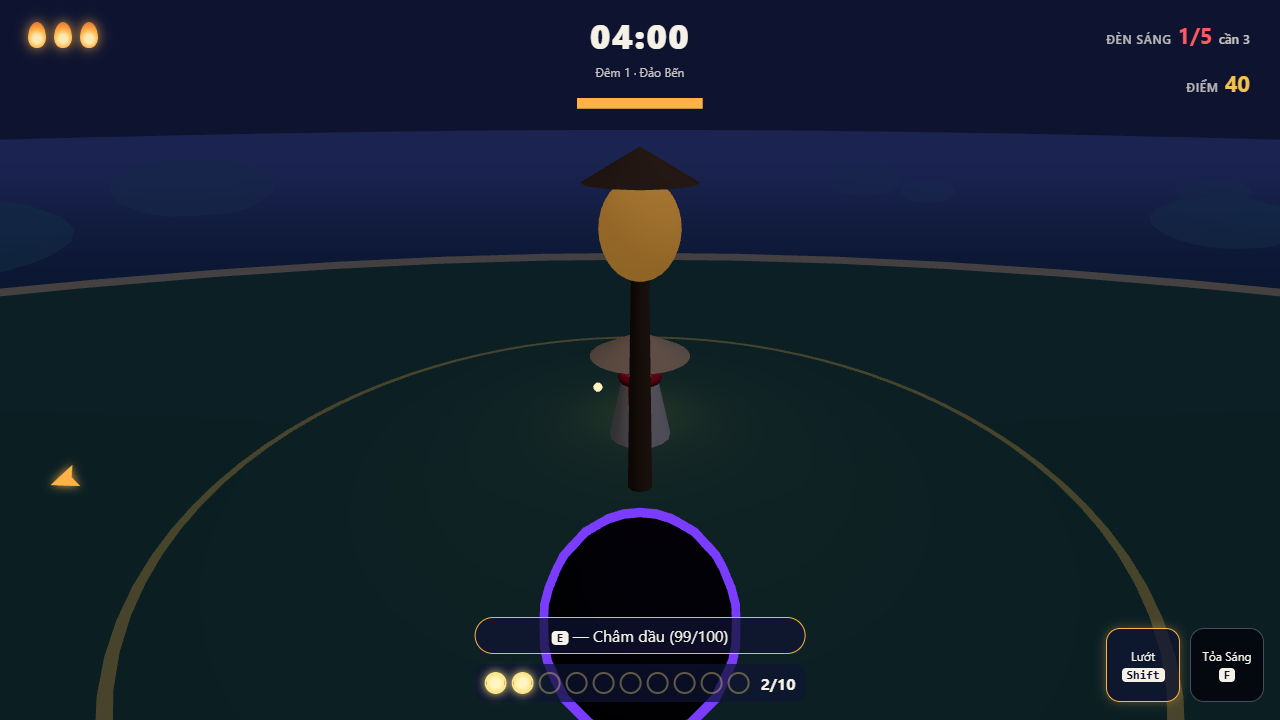 04:00
Đêm 1 · Đảo Bến
ĐÈN SÁNG 1/5 cần 3
ĐIỂM 40
E — Châm dầu (99/100)
2/10
Lướt
Shift
Tỏa Sáng
F